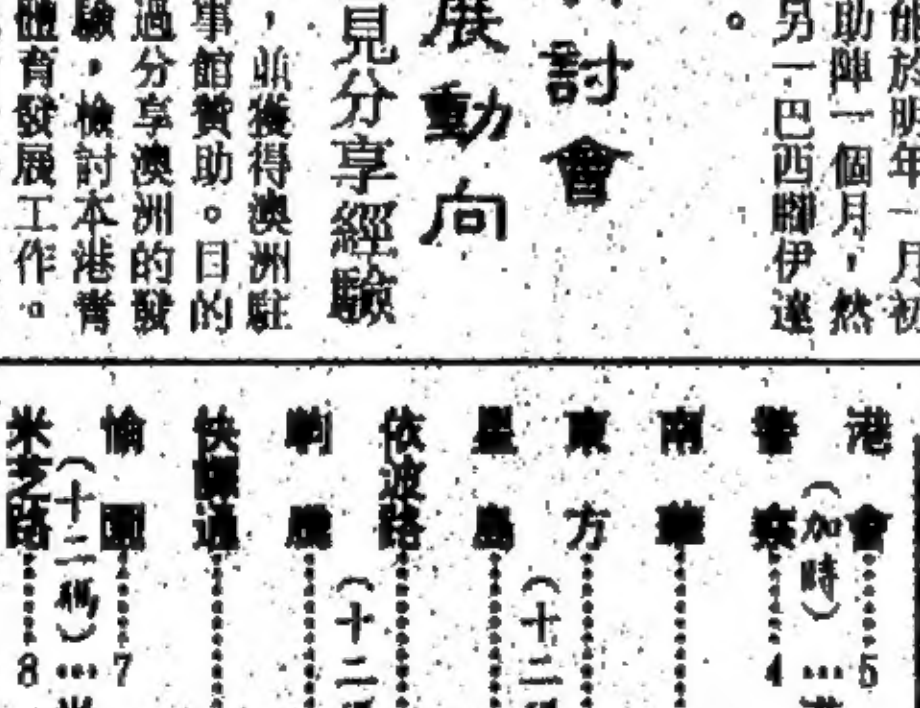 能於明年一月初
助陣一個月，然
另一巴西腳伊達
。
討會
展動向
見分享經驗
，並獲得澳洲駐
事館贊助。目的
過分享澳洲的發
驗，檢討本港青
體育發展工作。
港會……5
（加時）…
警察……4
南華……
東方……
（十二
星島……
依波路……
（十二
快譯通……
愉園……7
（十二碼）…
米芝路……8